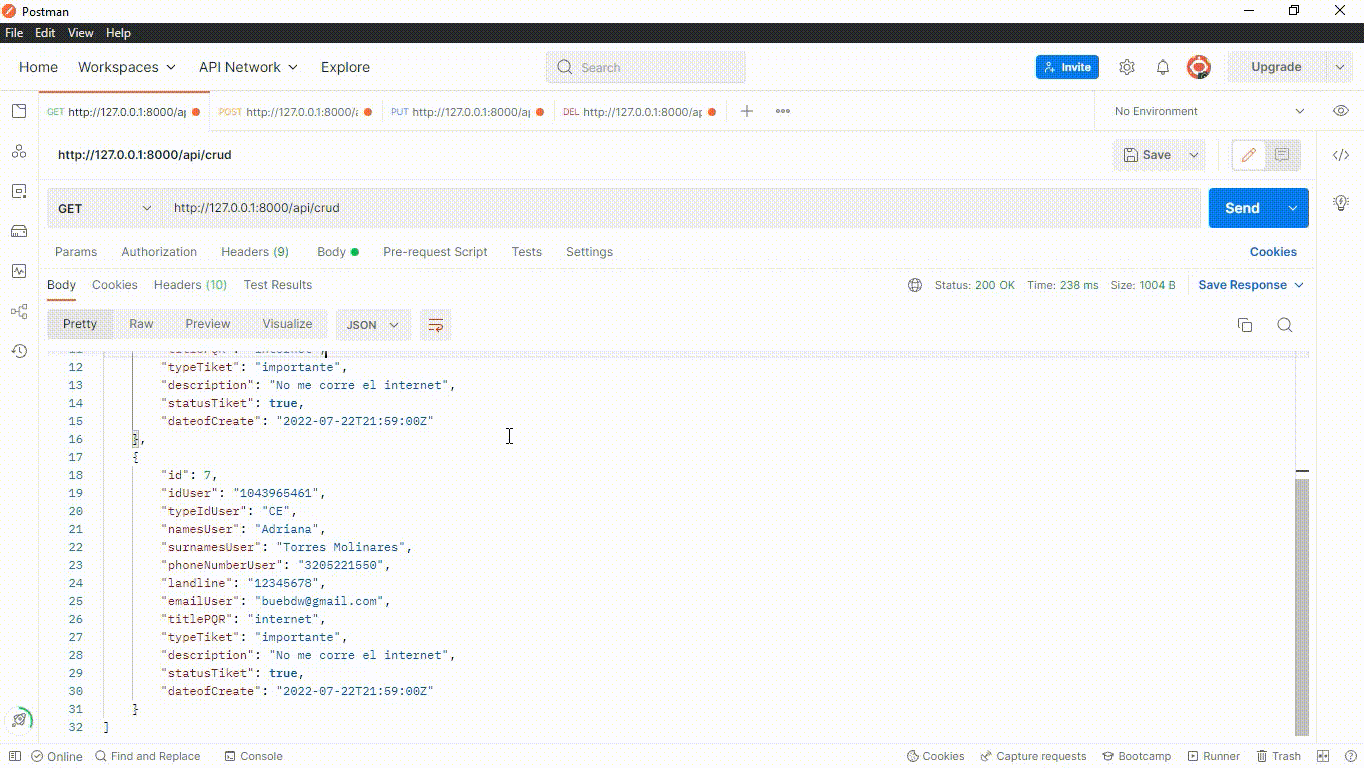 Postman
File Edit View Help
Home Workspaces API Network Explore Search Invite Upgrade
GET http://127.0.0.1:8000/ap POST http://127.0.0.1:8000/a PUT http://127.0.0.1:8000/ap DEL http://127.0.0.1:8000/ap No Environment
http://127.0.0.1:8000/api/crud Save
GET http://127.0.0.1:8000/api/crud Send
Params Authorization Headers (9) Body Pre-request Script Tests Settings Cookies
Body Cookies Headers (10) Test Results Status: 200 OK Time: 238 ms Size: 1004 B Save Response
Pretty Raw Preview Visualize JSON
12 "typeTiket": "importante",
13 "description": "No me corre el internet",
14 "statusTiket": true,
15 "dateofCreate": "2022-07-22T21:59:00Z"
16 },
17 {
18 "id": 7,
19 "idUser": "1043965461",
20 "typeIdUser": "CE",
21 "namesUser": "Adriana",
22 "surnamesUser": "Torres Molinares",
23 "phoneNumberUser": "3205221550",
24 "landline": "12345678",
25 "emailUser": "buebdw@gmail.com",
26 "titlePQR": "internet",
27 "typeTiket": "importante",
28 "description": "No me corre el internet",
29 "statusTiket": true,
30 "dateofCreate": "2022-07-22T21:59:00Z"
31 }
32 ]
Online Find and Replace Console Cookies Capture requests Bootcamp Runner Trash